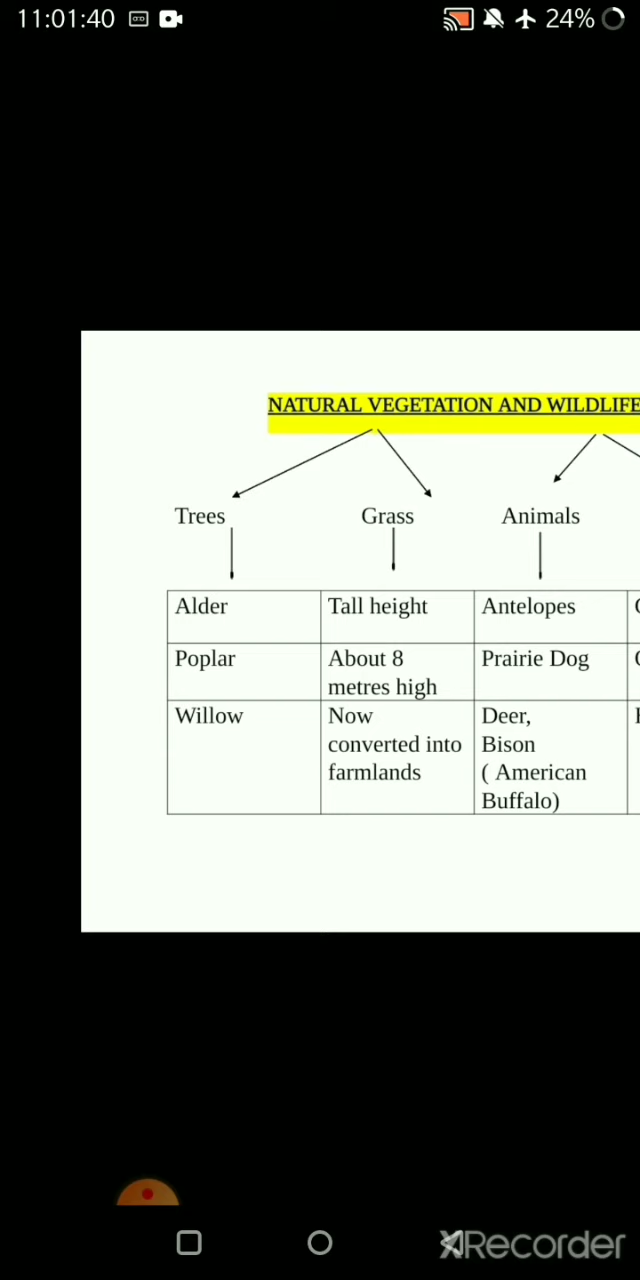 11:01:40
24%
NATURAL VEGETATION AND WILDLIFE
Trees
Grass
Animals
Alder
Tall height
Antelopes
Poplar
About 8
metres high
Prairie Dog
Willow
Now
converted into
farmlands
Deer,
Bison
( American
Buffalo)
XRecorder